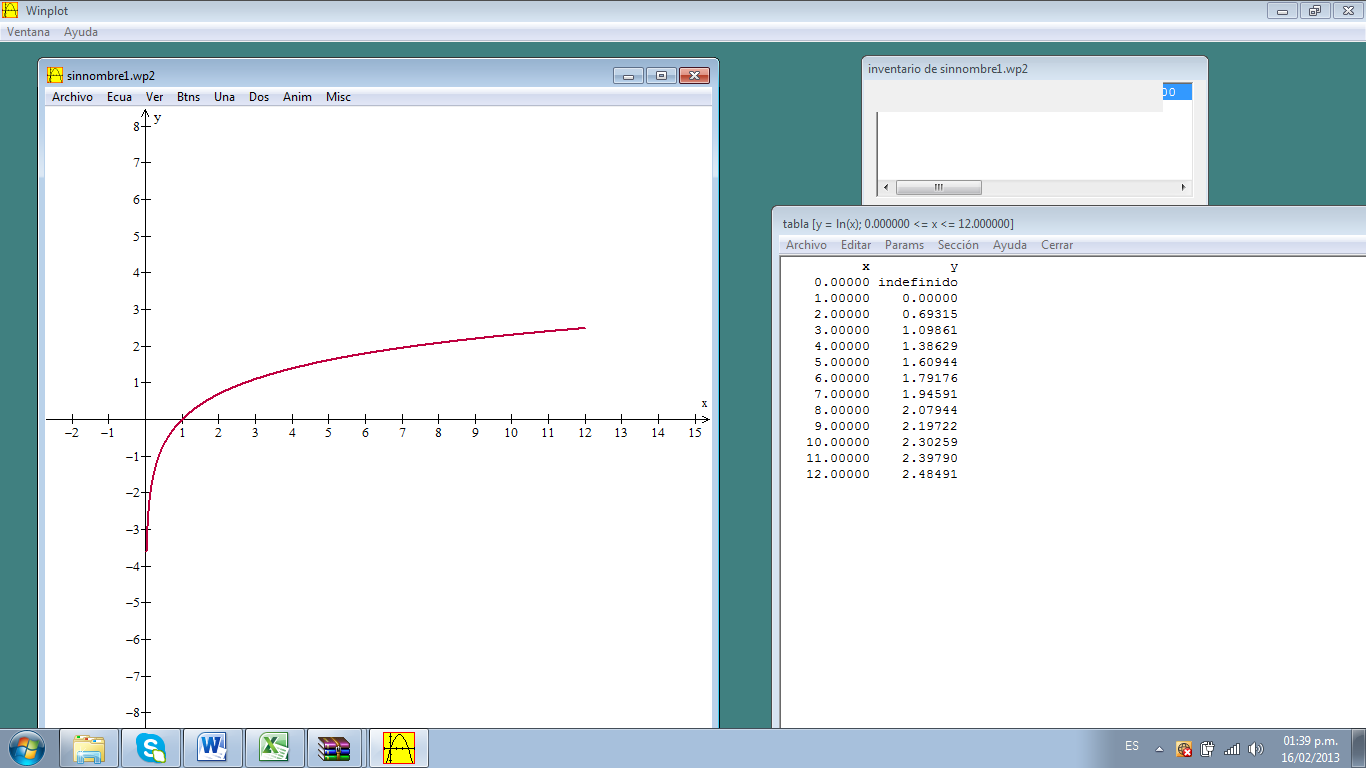 Winplot
Ventana Ayuda
sinnombre1.wp2
Archivo Ecua Ver Btns Una Dos Anim Misc
y
8
7
6
5
4
3
2
1
x
−2 −1 1 2 3 4 5 6 7 8 9 10 11 12 13 14 15
−1
−2
−3
−4
−5
−6
−7
−8
inventario de sinnombre1.wp2
00
tabla [y = ln(x); 0.000000 <= x <= 12.000000]
Archivo Editar Params Sección Ayuda Cerrar
x y
0.00000 indefinido
1.00000 0.00000
2.00000 0.69315
3.00000 1.09861
4.00000 1.38629
5.00000 1.60944
6.00000 1.79176
7.00000 1.94591
8.00000 2.07944
9.00000 2.19722
10.00000 2.30259
11.00000 2.39790
12.00000 2.48491
ES
01:39 p.m.
16/02/2013